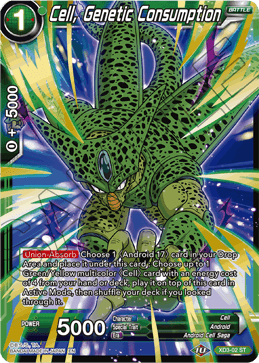 1
Cell, Genetic Consumption
BATTLE
+ 5000
Union-Absorb Choose 1 《Android 17》 card in your Drop
Area and place it under this card: Choose up to 1
Green/Yellow multicolor 《Cell》 card with an energy cost
of 4 from your hand or deck, play it on top of this card in
Active Mode, then shuffle your deck if you looked
through it.
POWER
5000
Character
Cell
Special Trait
Android
Era
Android Cell Saga
XD3-02 ST